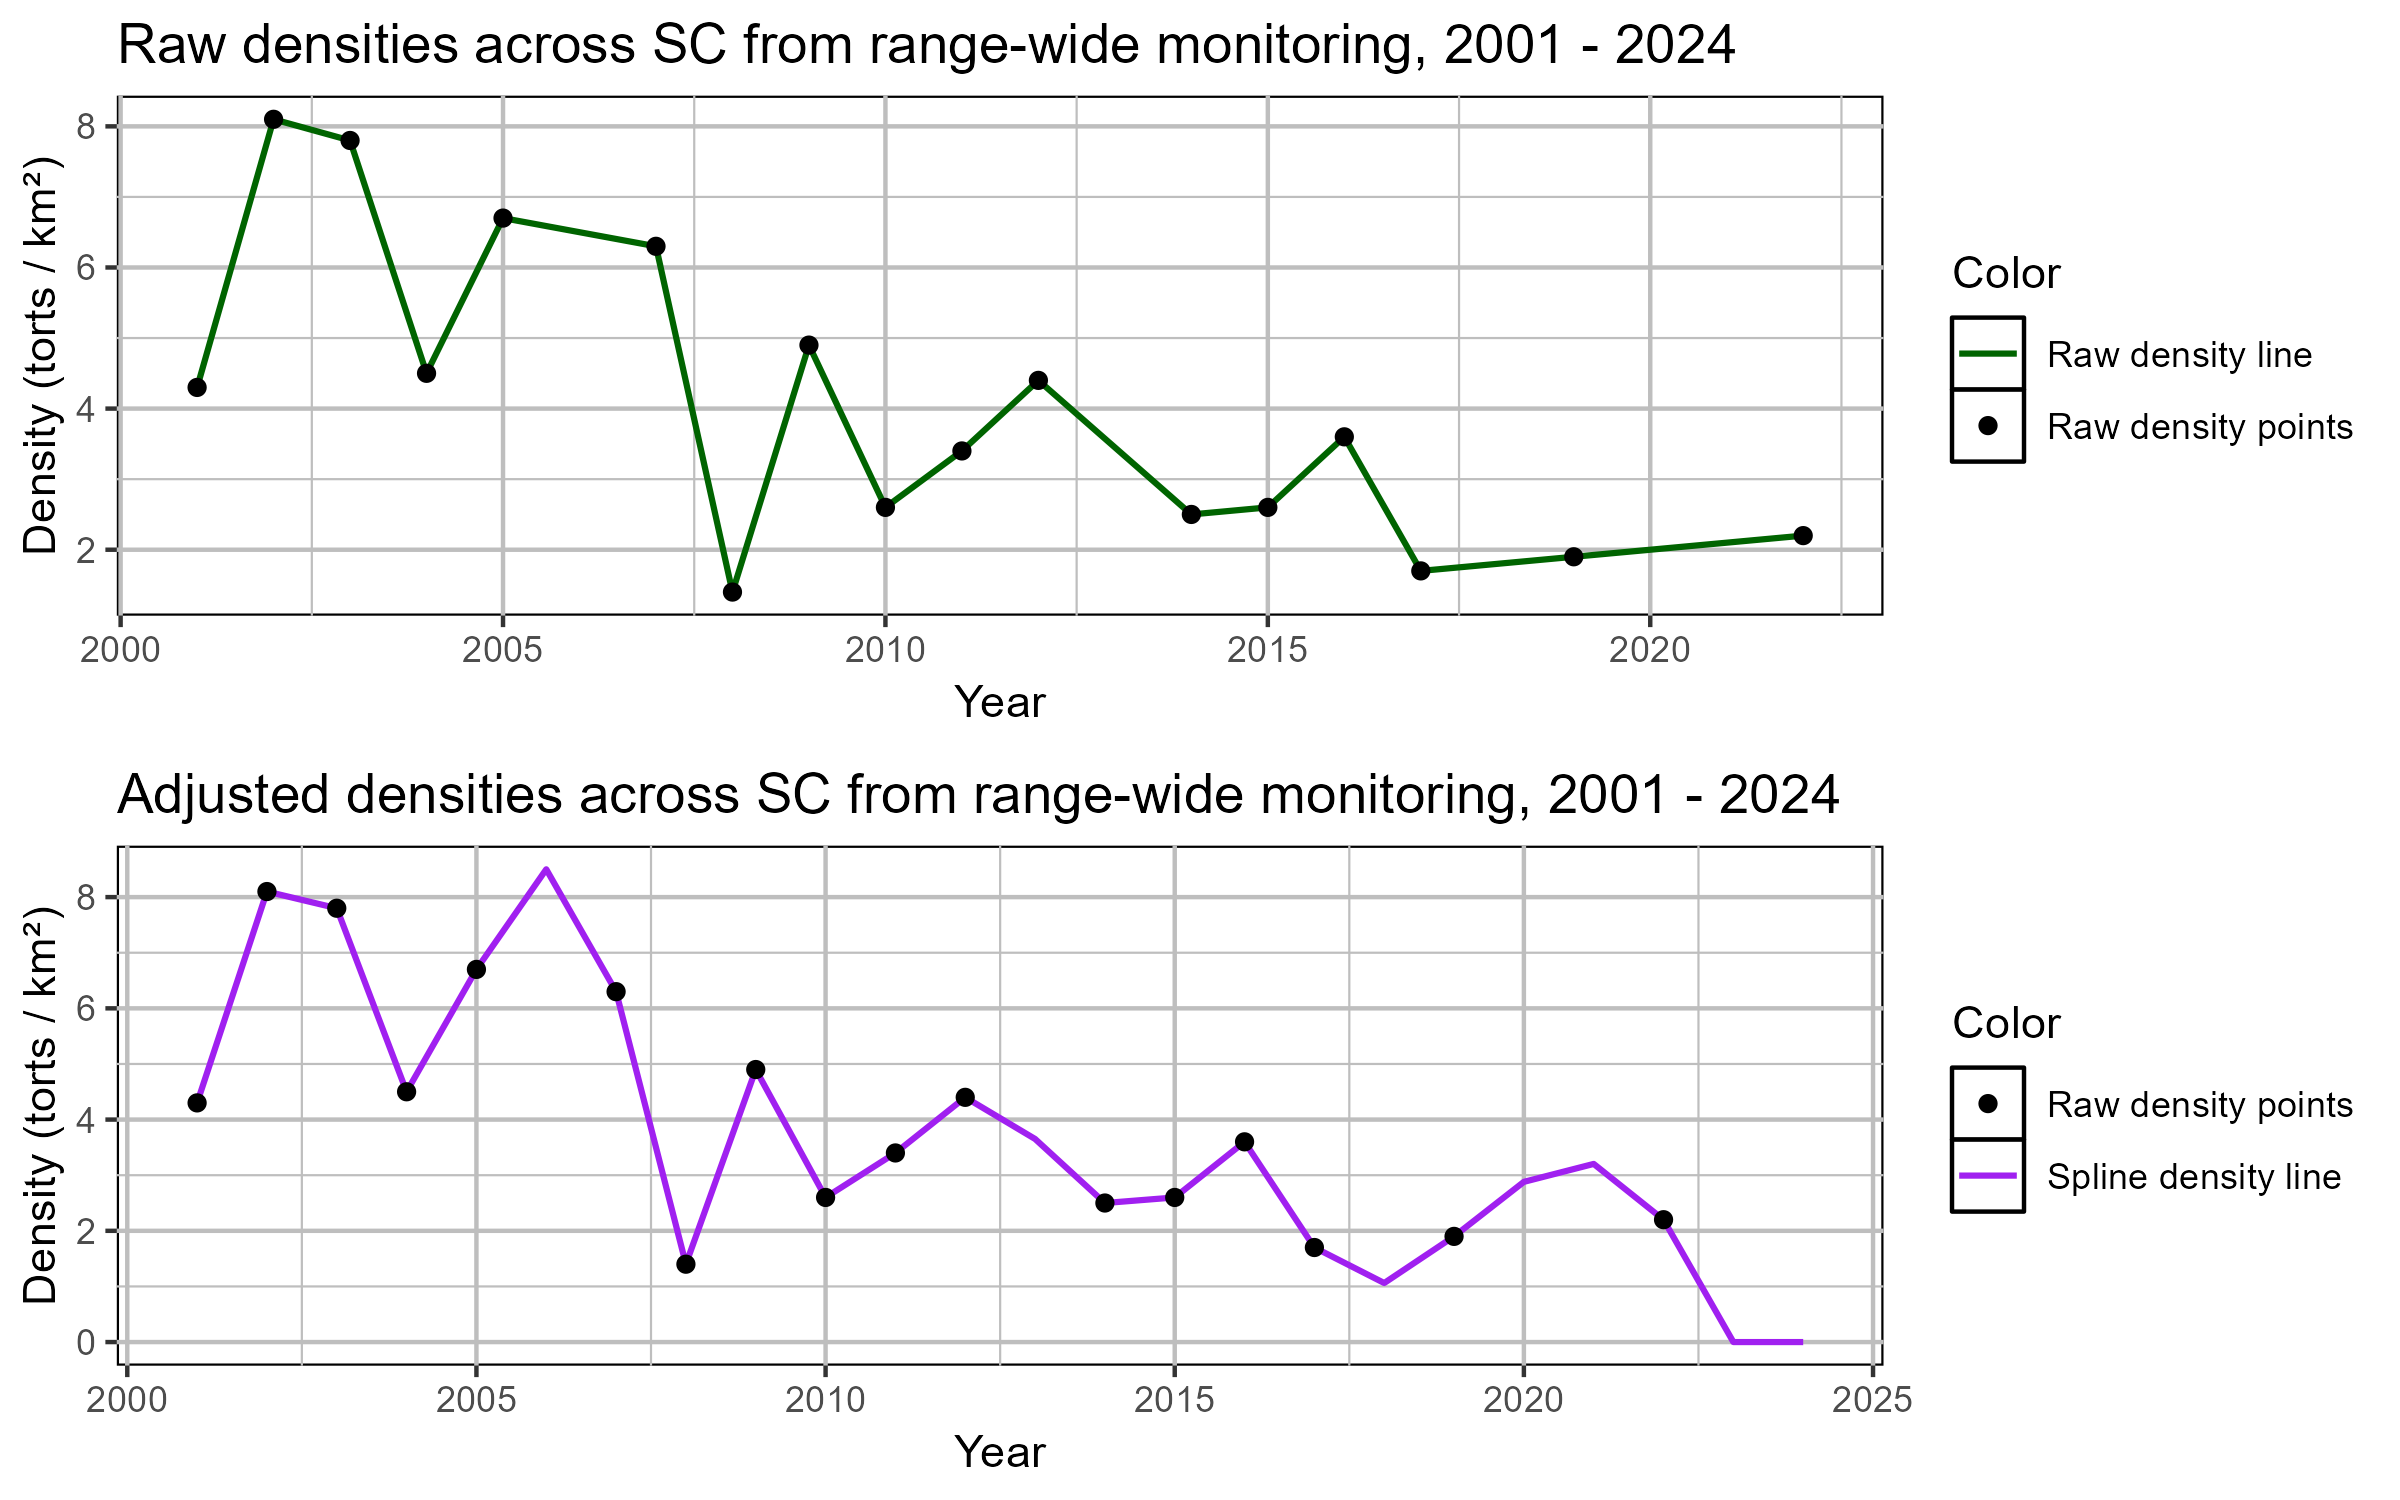 Raw densities across SC from range-wide monitoring, 2001 - 2024
Density (torts / km²)
8
6
4
2
2000 2005 2010 2015 2020
Year
Color
Raw density line
Raw density points
Adjusted densities across SC from range-wide monitoring, 2001 - 2024
Density (torts / km²)
8
6
4
2
0
2000 2005 2010 2015 2020 2025
Year
Color
Raw density points
Spline density line